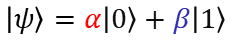 |ψ⟩ = α|0⟩ + β|1⟩